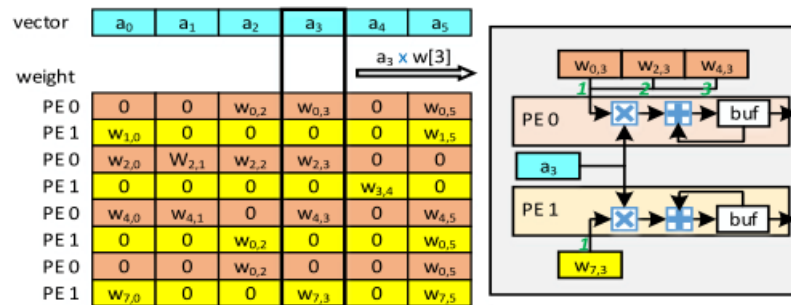 vector a0 a1 a2 a3 a4 a5
a3 x w[3]
weight
PE 0 0 0 w0,2 w0,3 0 w0,5
PE 1 w1,0 0 0 0 0 w1,5
PE 0 w2,0 W2,1 w2,2 w2,3 0 0
PE 1 0 0 0 0 w3,4 0
PE 0 w4,0 w4,1 0 w4,3 0 w4,5
PE 1 0 0 w0,2 0 0 w0,5
PE 0 0 0 w0,2 0 0 w0,5
PE 1 w7,0 0 0 w7,3 0 w7,5
w0,3 w2,3 w4,3
1 2 3
PE 0 buf
a3
PE 1 buf
1
w7,3